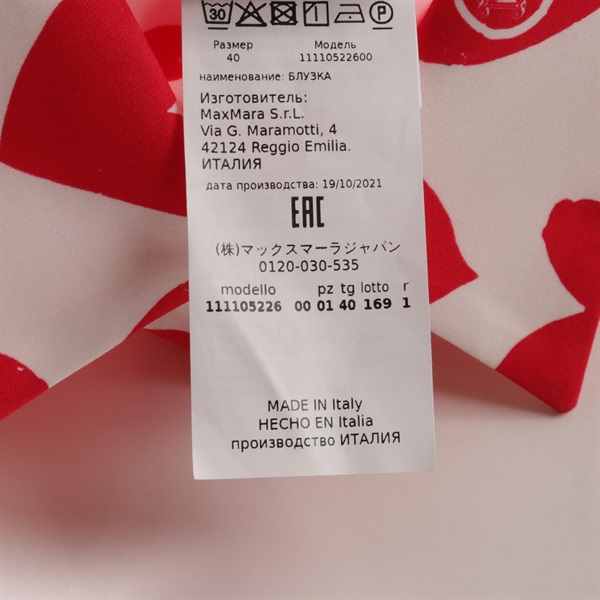 30 P
Размер Модель
40 11110522600
наименование: БЛУЗКА
Изготовитель:
MaxMara S.r.L.
Via G. Maramotti, 4
42124 Reggio Emilia.
ИТАЛИЯ
дата производства: 19/10/2021
EAC
(株)マックスマーラジャパン
0120-030-535
modello pz tg lotto r
111105226 00 01 40 169 1
MADE IN Italy
HECHO EN Italia
производство ИТАЛИЯ